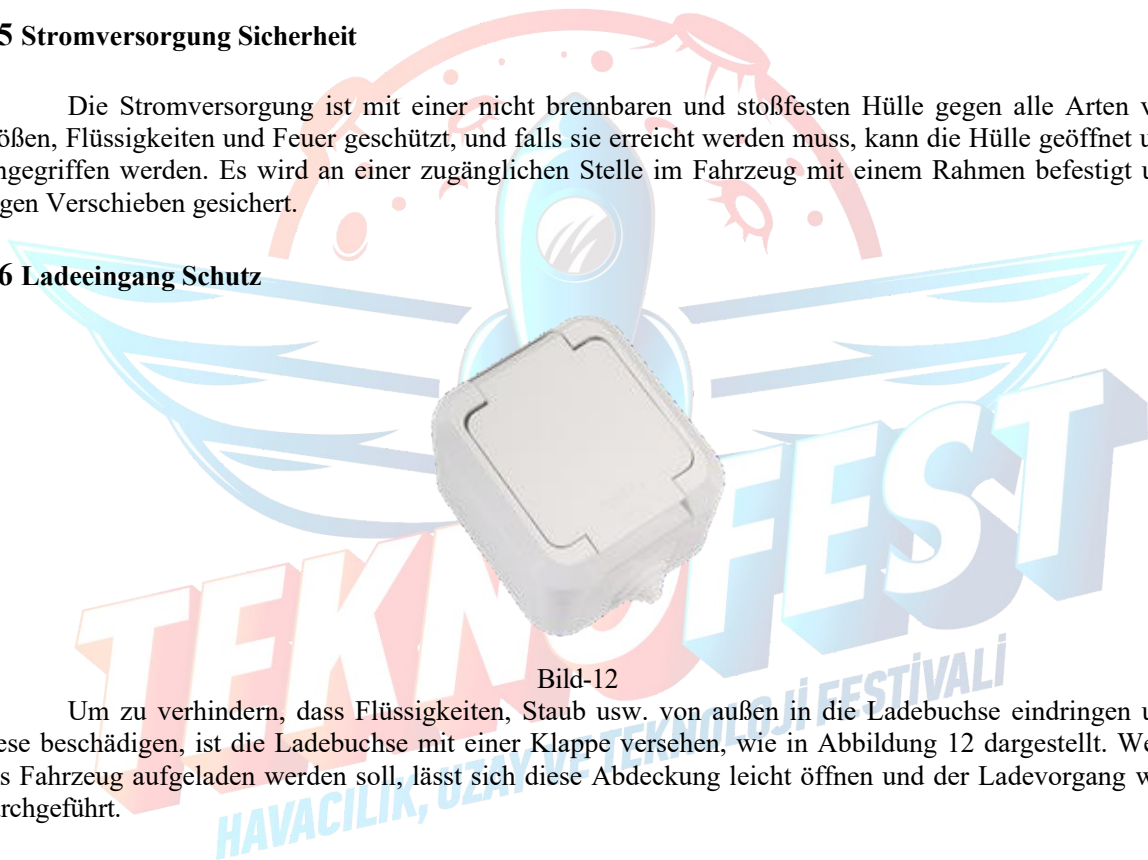 5 Stromversorgung Sicherheit
Die Stromversorgung ist mit einer nicht brennbaren und stoßfesten Hülle gegen alle Arten
Flüssigkeiten und Feuer geschützt, und falls sie erreicht werden muss, kann die Hülle geöffnet
werden. Es wird an einer zugänglichen Stelle im Fahrzeug mit einem Rahmen befestigt
Verschieben gesichert.
6 Ladeeingang Schutz
TEKNOFEST
HAVACILIK, UZAY VE TEKNOLOJİ FESTİVALİ
Bild-12
Um zu verhindern, dass Flüssigkeiten, Staub usw. von außen in die Ladebuchse eindringen
beschädigen, ist die Ladebuchse mit einer Klappe versehen, wie in Abbildung 12 dargestellt.
Fahrzeug aufgeladen werden soll, lässt sich diese Abdeckung leicht öffnen und der Ladevorgang